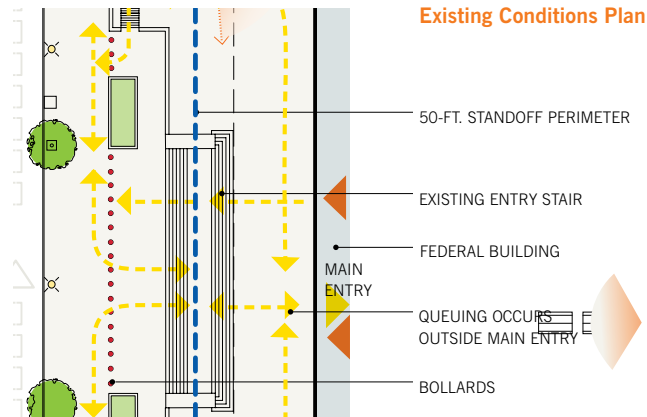 Existing Conditions Plan
50-FT. STANDOFF PERIMETER
EXISTING ENTRY STAIR
FEDERAL BUILDING
MAIN
ENTRY
QUEUING OCCURS
OUTSIDE MAIN ENTRY
BOLLARDS